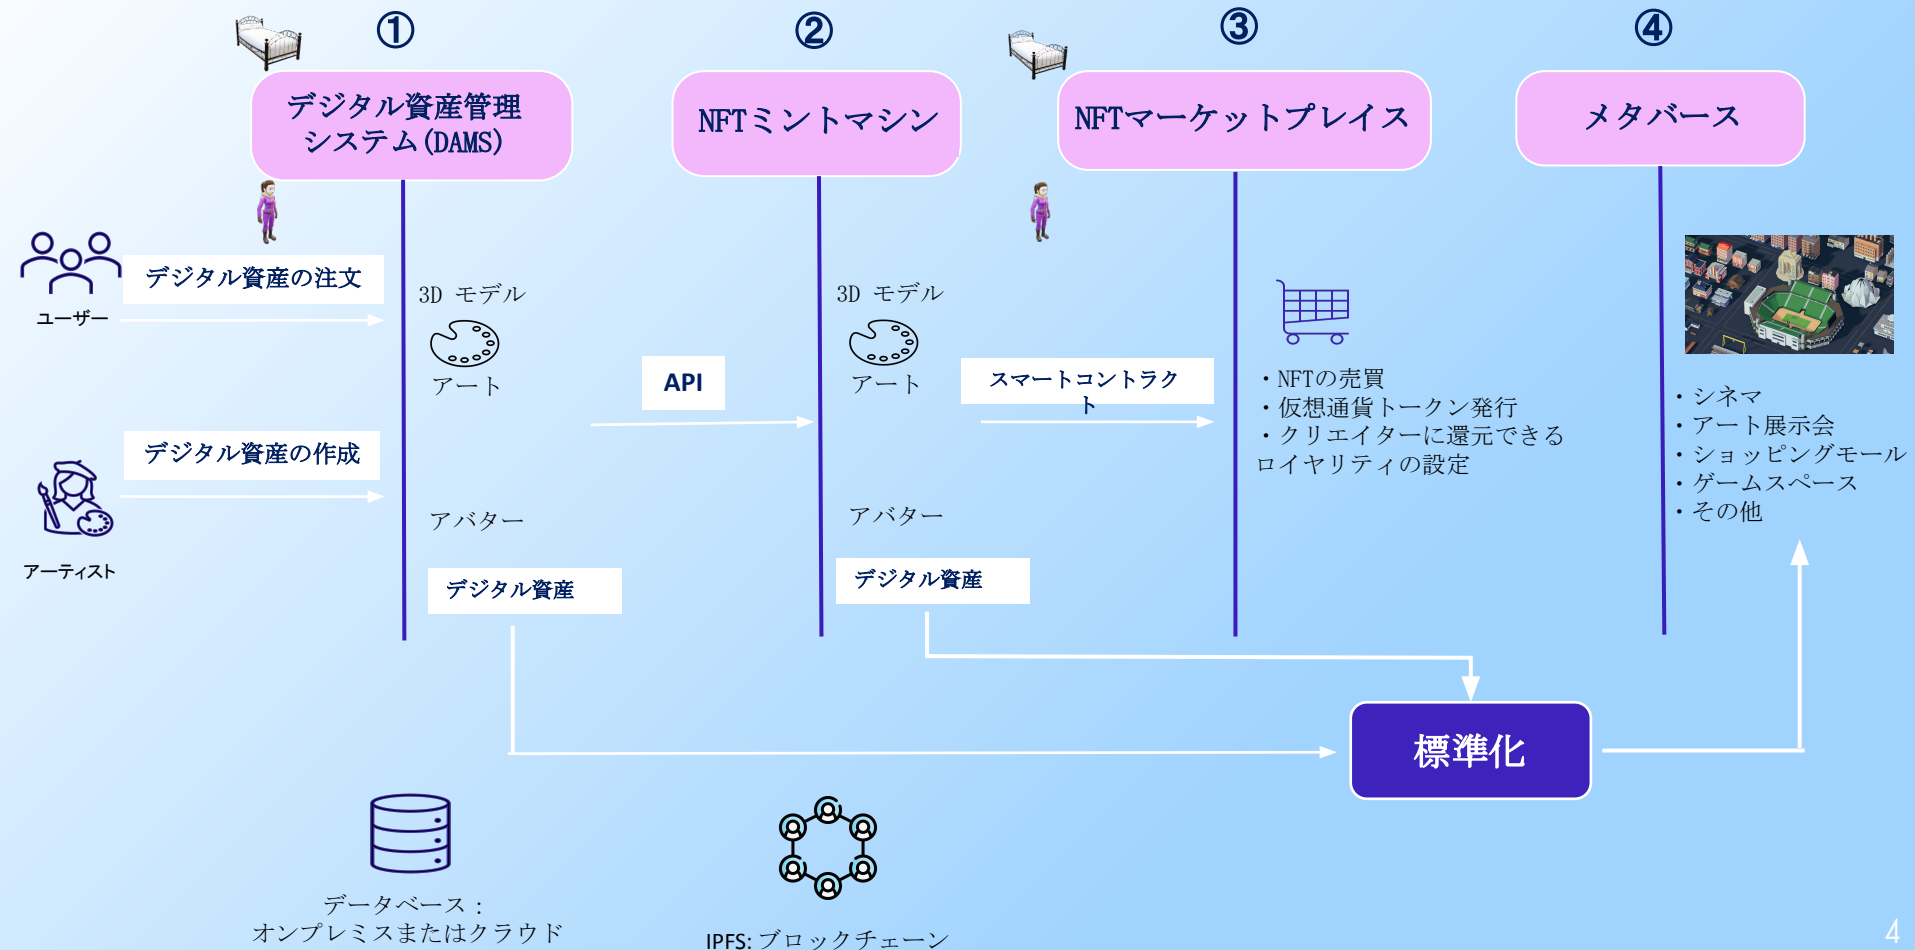 ①
デジタル資産管理
システム(DAMS)
②
NFTミントマシン
③
NFTマーケットプレイス
④
メタバース
ユーザー
デジタル資産の注文
アーティスト
デジタル資産の作成
3D モデル
アート
アバター
デジタル資産
API
3D モデル
アート
アバター
デジタル資産
スマートコントラク
ト
・NFTの売買
・仮想通貨トークン発行
・クリエイターに還元できる
ロイヤリティの設定
・シネマ
・アート展示会
・ショッピングモール
・ゲームスペース
・その他
標準化
データベース：
オンプレミスまたはクラウド
IPFS: ブロックチェーン
4